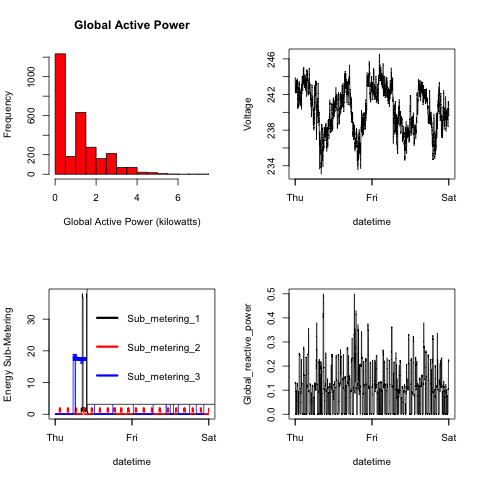 Global Active Power
Frequency
0 200 600 1000
0 2 4 6
Global Active Power (kilowatts)
Voltage
234 238 242 246
Thu Fri Sat
datetime
Energy Sub-Metering
0 10 20 30
Sub_metering_1
Sub_metering_2
Sub_metering_3
Thu Fri Sat
datetime
Global_reactive_power
0.0 0.1 0.2 0.3 0.4 0.5
Thu Fri Sat
datetime